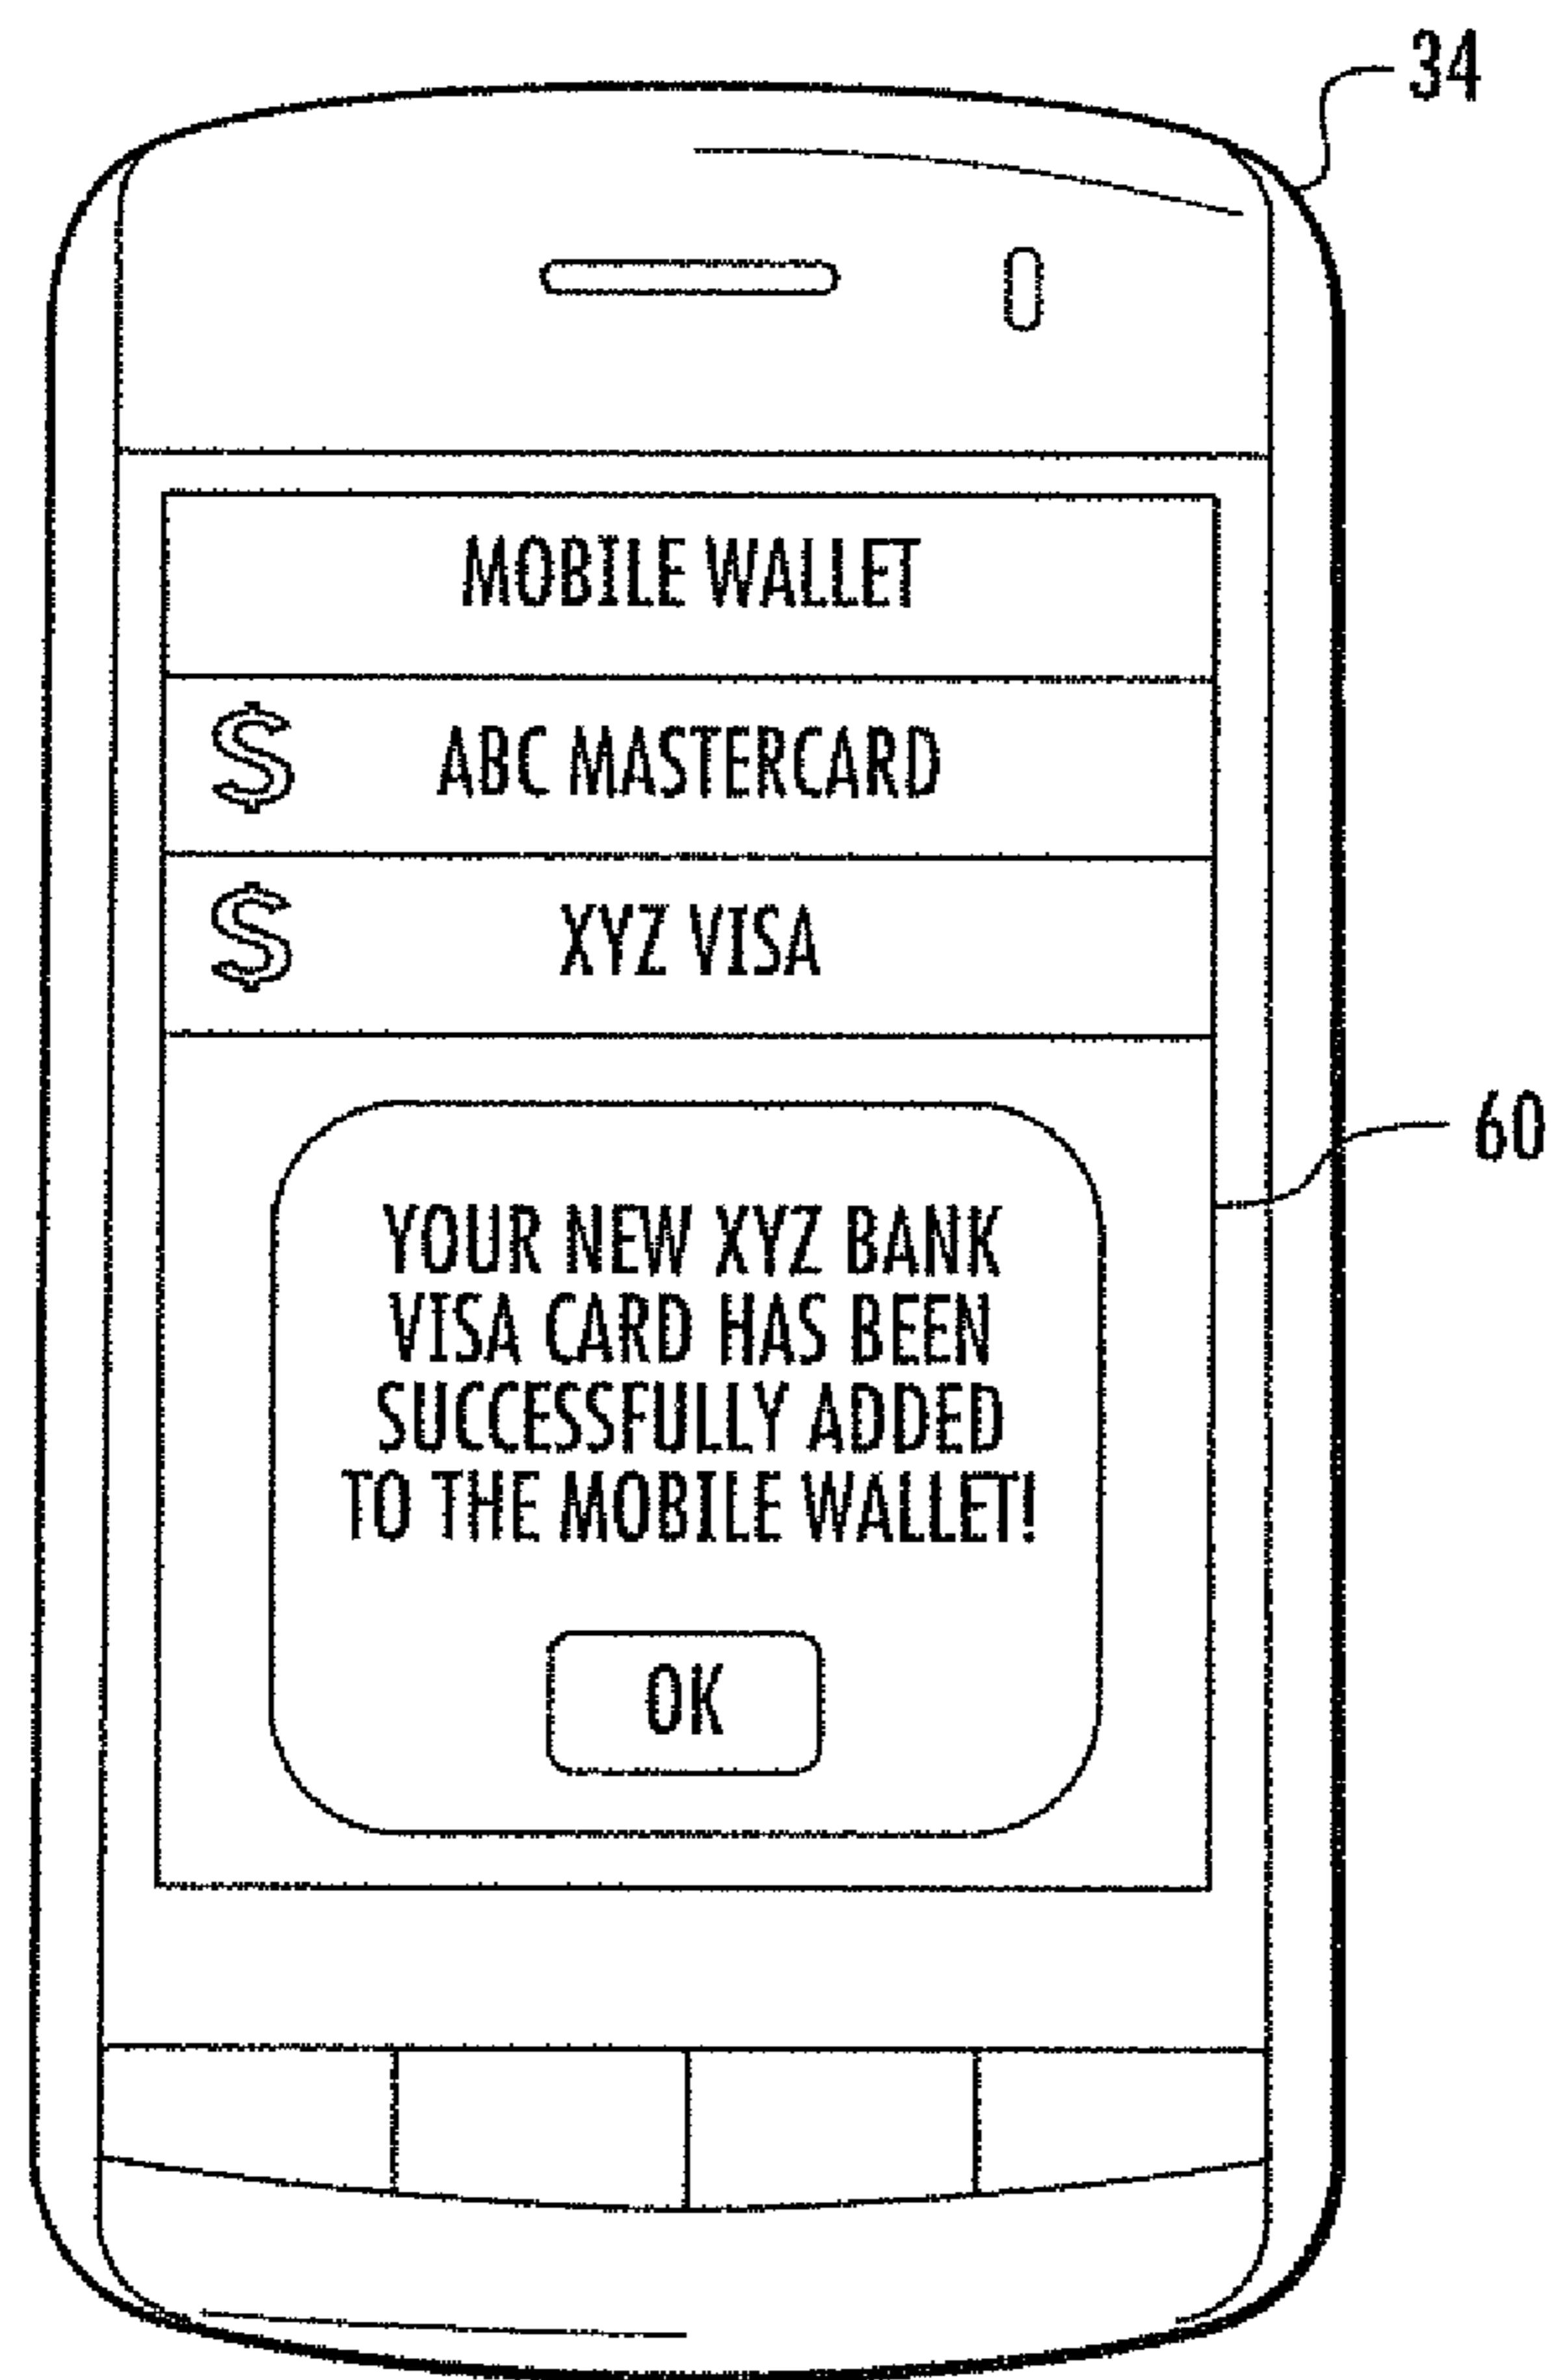 34
MOBILE WALLET
$ ABC MASTERCARD
$ XYZ VISA
60
YOUR NEW XYZ BANK
VISA CARD HAS BEEN
SUCCESSFULLY ADDED
TO THE MOBILE WALLET!
OK